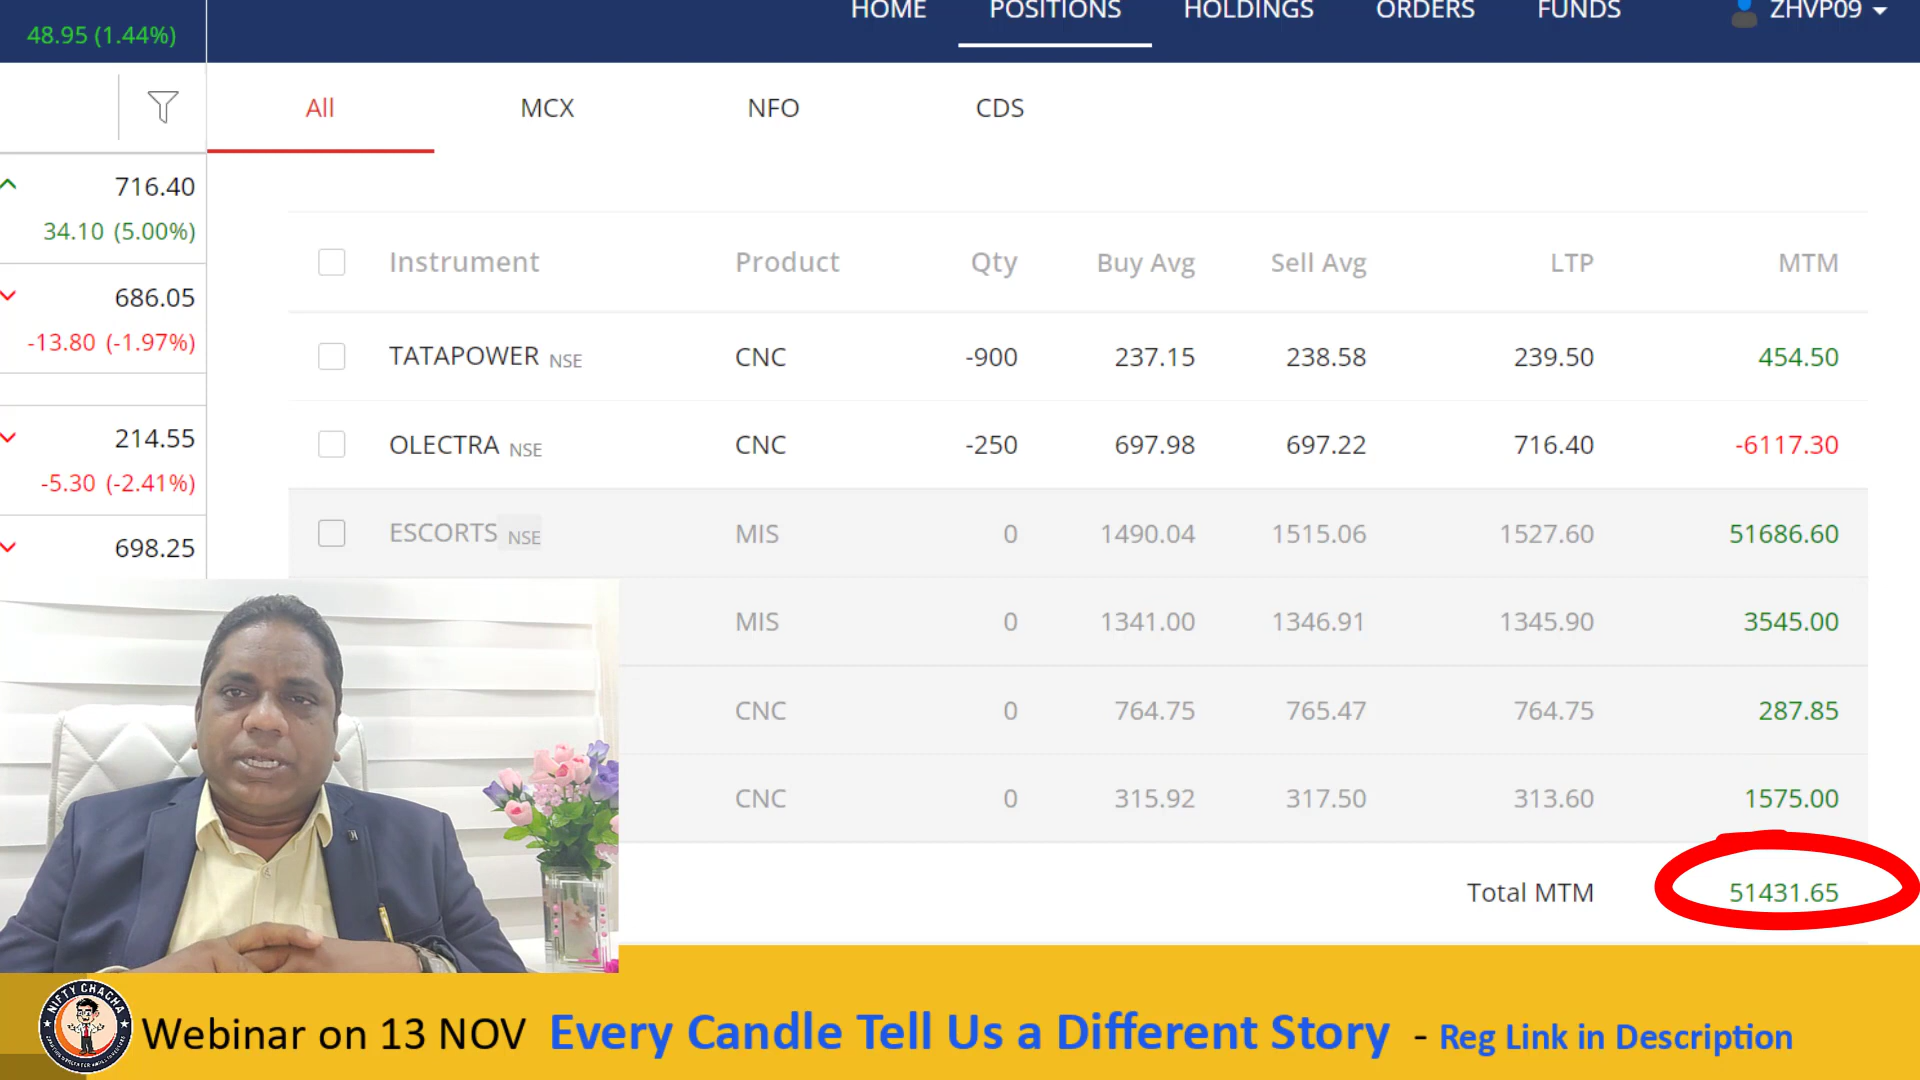 48.95 (1.44%)
HOME POSITIONS HOLDINGS ORDERS FUNDS ZHVP09
All MCX NFO CDS
716.40
34.10 (5.00%)
686.05
-13.80 (-1.97%)
214.55
-5.30 (-2.41%)
698.25
Instrument Product Qty Buy Avg Sell Avg LTP MTM
TATAPOWER NSE CNC -900 237.15 238.58 239.50 454.50
OLECTRA NSE CNC -250 697.98 697.22 716.40 -6117.30
ESCORTS NSE MIS 0 1490.04 1515.06 1527.60 51686.60
MIS 0 1341.00 1346.91 1345.90 3545.00
CNC 0 764.75 765.47 764.75 287.85
CNC 0 315.92 317.50 313.60 1575.00
Total MTM 51431.65
NIFTY CHACHA
Webinar on 13 NOV Every Candle Tell Us a Different Story - Reg Link in Description